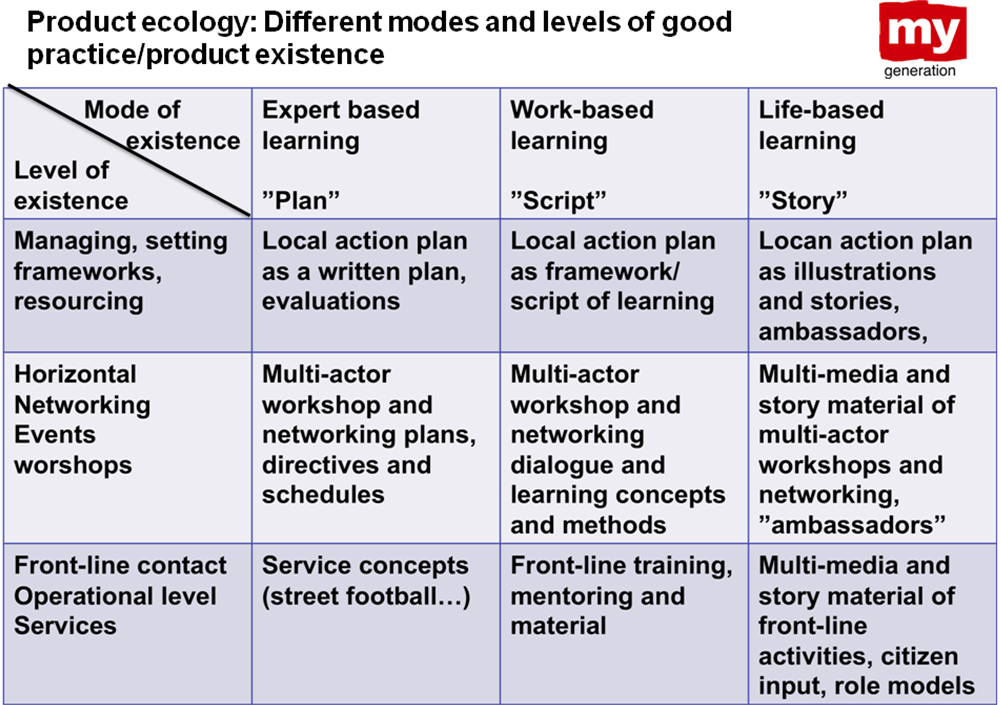 Product ecology: Different modes and levels of good
practice/product existence
my
generation
Mode of
existence
Level of
existence
Expert based
learning
”Plan”
Work-based
learning
”Script”
Life-based
learning
”Story”
Managing, setting
frameworks,
resourcing
Local action plan
as a written plan,
evaluations
Local action plan
as framework/
script of learning
Locan action plan
as illustrations
and stories,
ambassadors,
Horizontal
Networking
Events
worshops
Multi-actor
workshop and
networking plans,
directives and
schedules
Multi-actor
workshop and
networking
dialogue and
learning concepts
and methods
Multi-media and
story material of
multi-actor
workshops and
networking,
”ambassadors”
Front-line contact
Operational level
Services
Service concepts
(street football…)
Front-line training,
mentoring and
material
Multi-media and
story material of
front-line
activities, citizen
input, role models